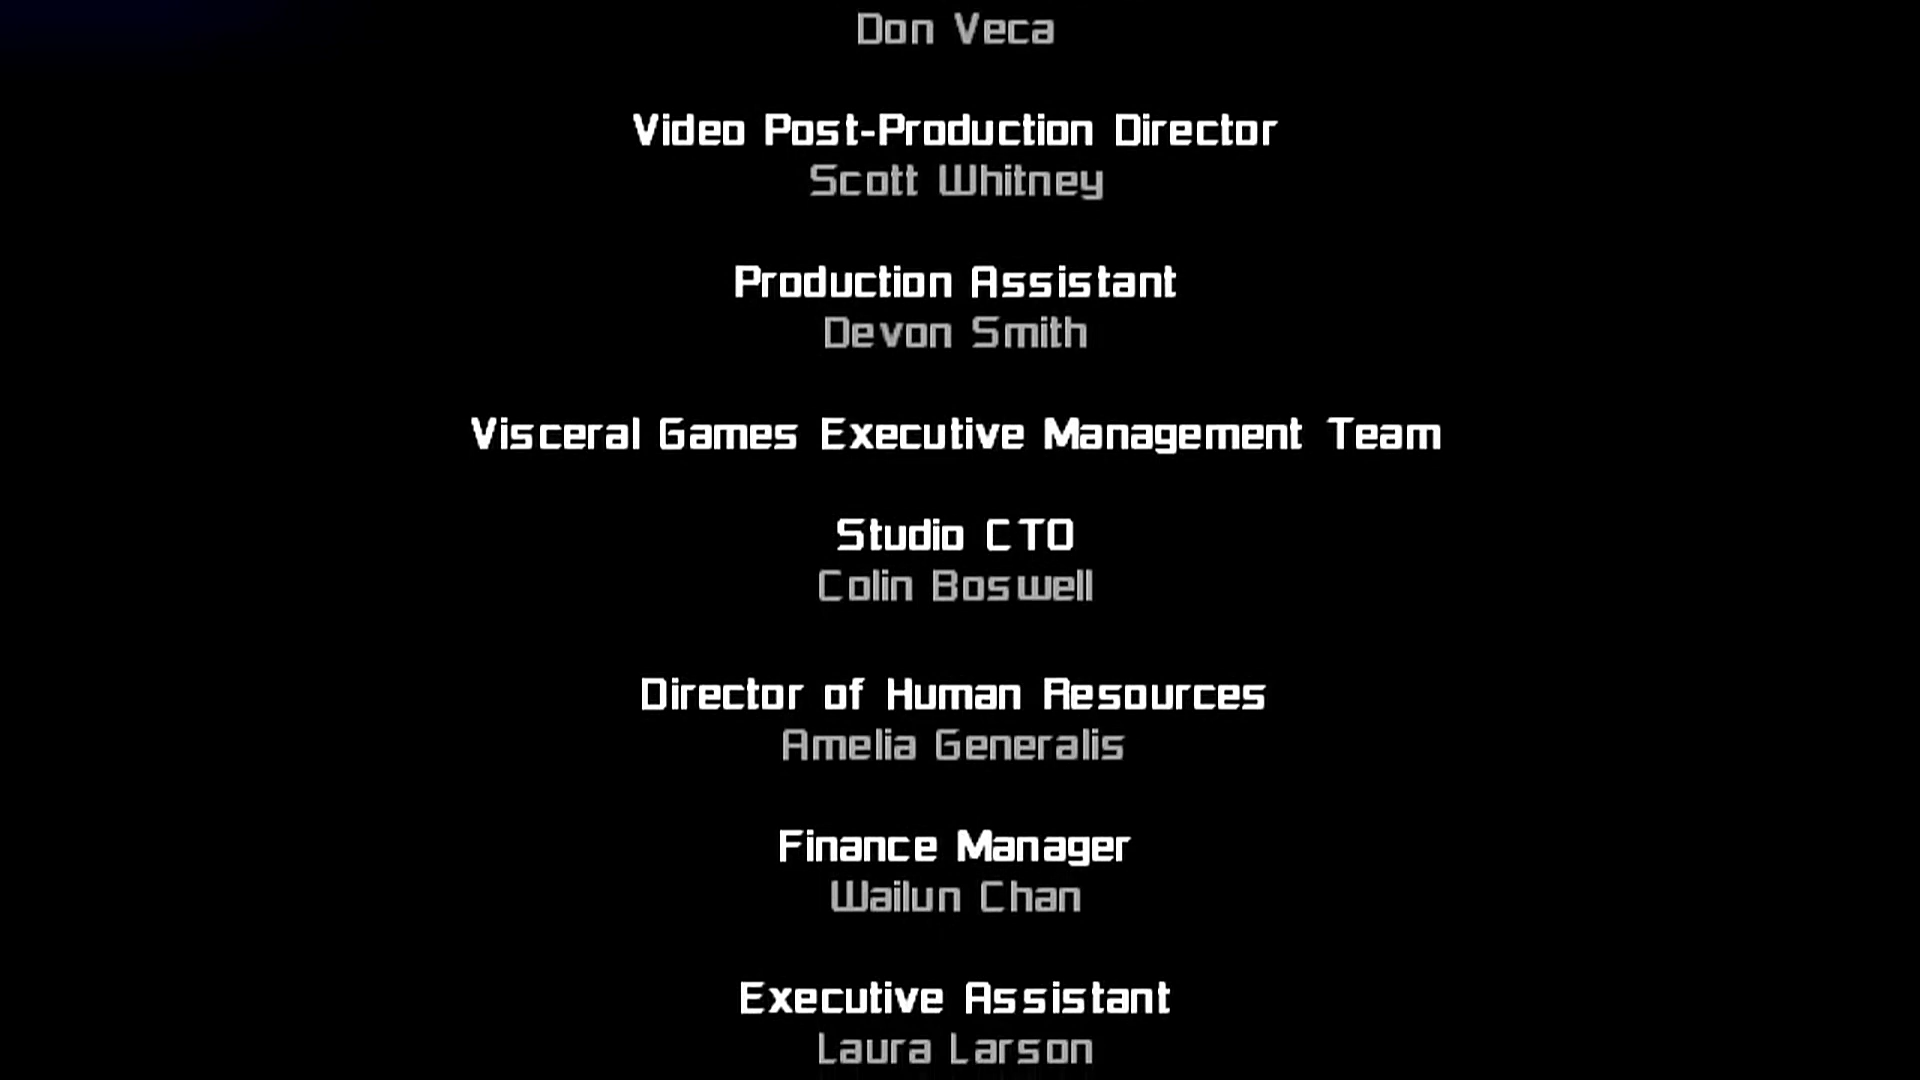 Don Veca
Video Post-Production Director
Scott Whitney
Production Assistant
Devon Smith
Visceral Games Executive Management Team
Studio CTO
Colin Boswell
Director of Human Resources
Amelia Generalis
Finance Manager
Wailun Chan
Executive Assistant
Laura Larson